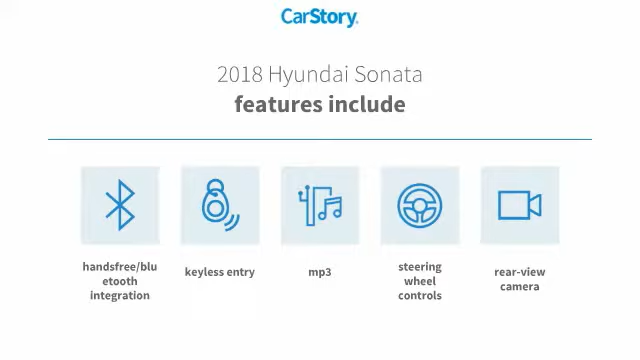 CarStory.
2018 Hyundai Sonata
features include
handsfree/blu
etooth
integration
keyless entry
mp3
steering
wheel
controls
rear-view
camera